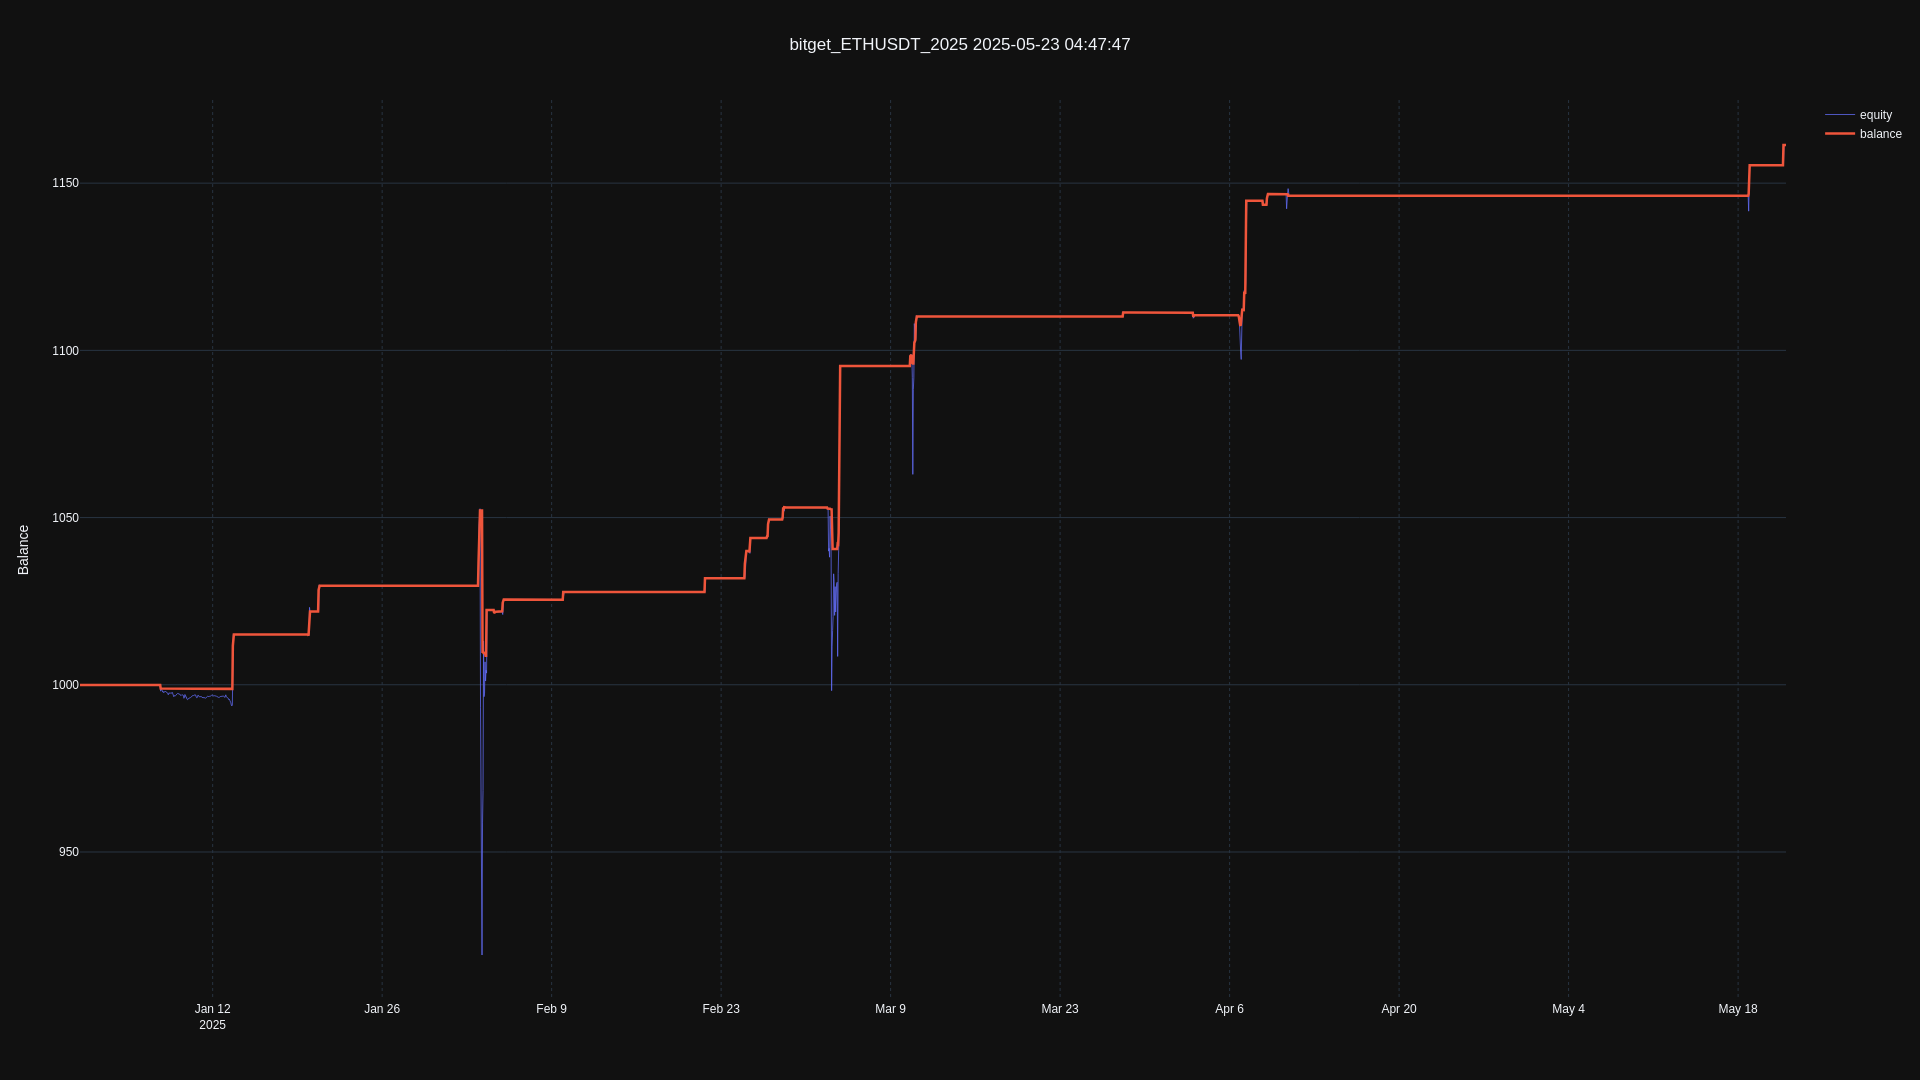 bitget_ETHUSDT_2025 2025-05-23 04:47:47
equity
balance
1150
1100
1050
1000
950
Balance
Jan 12
2025
Jan 26
Feb 9
Feb 23
Mar 9
Mar 23
Apr 6
Apr 20
May 4
May 18